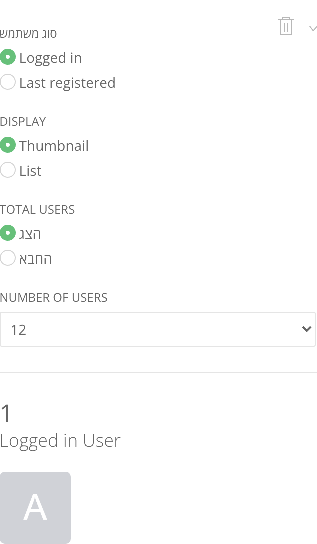 סוג משתמש
Logged in
Last registered
DISPLAY
Thumbnail
List
TOTAL USERS
הצג
החבא
NUMBER OF USERS
12
1
Logged in User
A